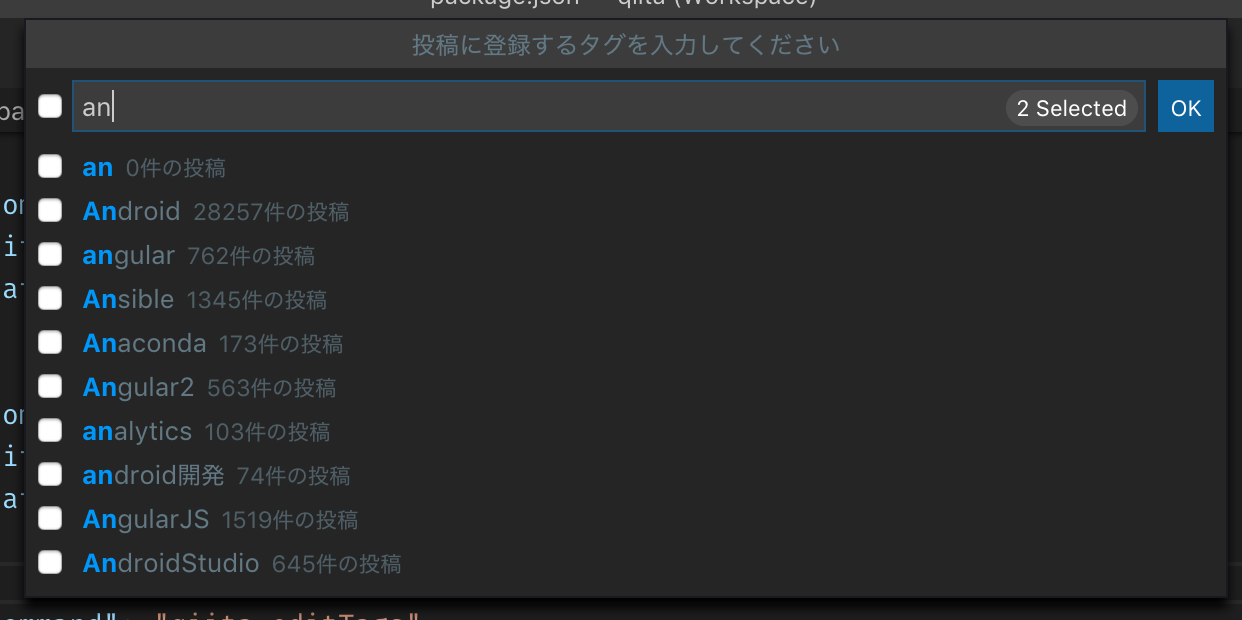 package.json — qiita (Workspace)
投稿に登録するタグを入力してください
an
2 Selected
OK
an 0件の投稿
Android 28257件の投稿
angular 762件の投稿
Ansible 1345件の投稿
Anaconda 173件の投稿
Angular2 563件の投稿
analytics 103件の投稿
android開発 74件の投稿
AngularJS 1519件の投稿
AndroidStudio 645件の投稿